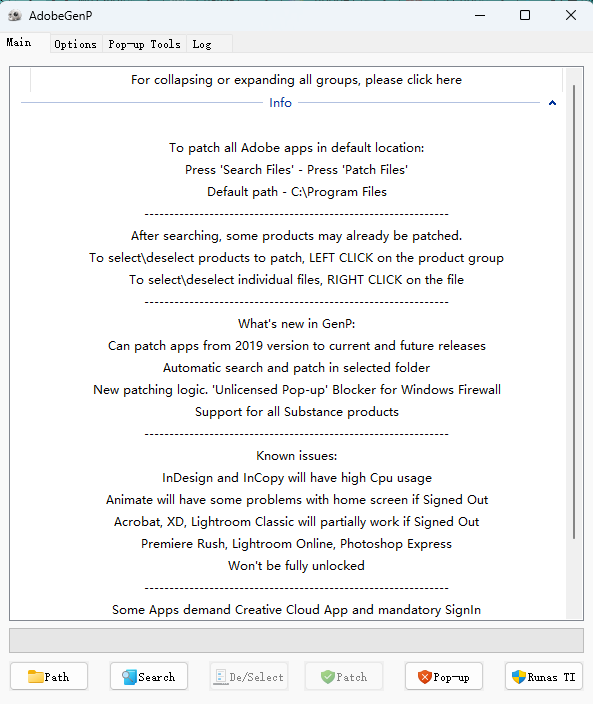 AdobeGenP
Main Options Pop-up Tools Log
For collapsing or expanding all groups, please click here
Info
To patch all Adobe apps in default location:
Press 'Search Files' - Press 'Patch Files'
Default path - C:\Program Files
-------------------------------------------------------------
After searching, some products may already be patched.
To select\deselect products to patch, LEFT CLICK on the product group
To select\deselect individual files, RIGHT CLICK on the file
-------------------------------------------------------------
What's new in GenP:
Can patch apps from 2019 version to current and future releases
Automatic search and patch in selected folder
New patching logic. 'Unlicensed Pop-up' Blocker for Windows Firewall
Support for all Substance products
-------------------------------------------------------------
Known issues:
InDesign and InCopy will have high Cpu usage
Animate will have some problems with home screen if Signed Out
Acrobat, XD, Lightroom Classic will partially work if Signed Out
Premiere Rush, Lightroom Online, Photoshop Express
Won't be fully unlocked
-------------------------------------------------------------
Some Apps demand Creative Cloud App and mandatory SignIn
Path Search De/Select Patch Pop-up Runas TI